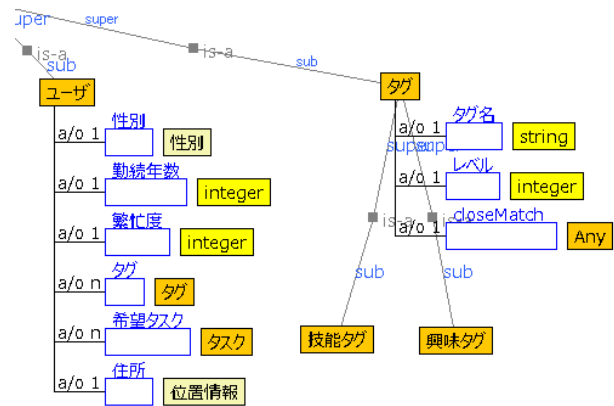 super
super
is-a
is-a
sub
sub
ユーザ
タグ
性別
a/o 1
性別
勤続年数
a/o 1
integer
繁忙度
a/o 1
integer
タグ
a/o n
タグ
希望タスク
a/o n
タスク
住所
a/o 1
位置情報
タグ名
a/o 1
string
super
レベル
a/o 1
integer
closeMatch
a/o 1
Any
is-a
sub
sub
技能タグ
興味タグ